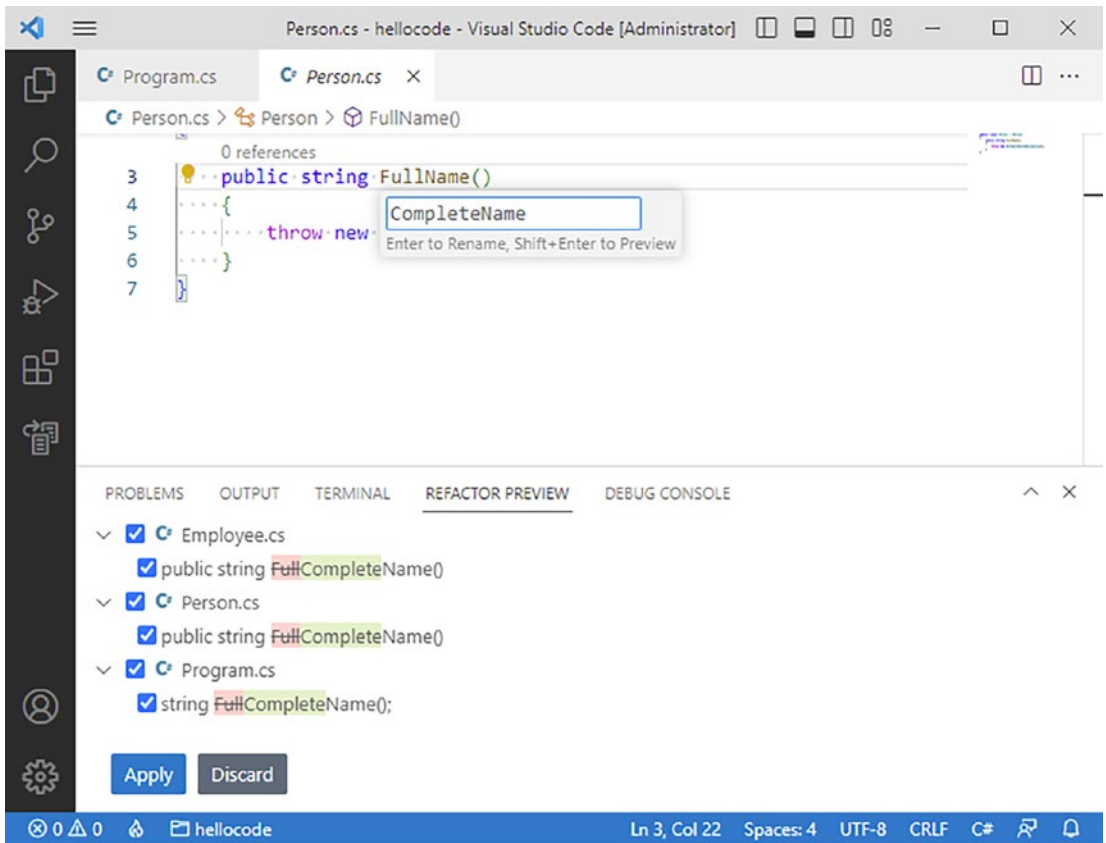 Person.cs - hellocode - Visual Studio Code [Administrator]
C# Program.cs C# Person.cs
C# Person.cs > Person > FullName()
0 references
3 public string FullName()
4 {
CompleteName
5 throw new
Enter to Rename, Shift+Enter to Preview
6 }
7 }
PROBLEMS OUTPUT TERMINAL REFACTOR PREVIEW DEBUG CONSOLE
C# Employee.cs
public string FullCompleteName()
C# Person.cs
public string FullCompleteName()
C# Program.cs
string FullCompleteName();
Apply Discard
0 0 hellocode Ln 3, Col 22 Spaces: 4 UTF-8 CRLF C#